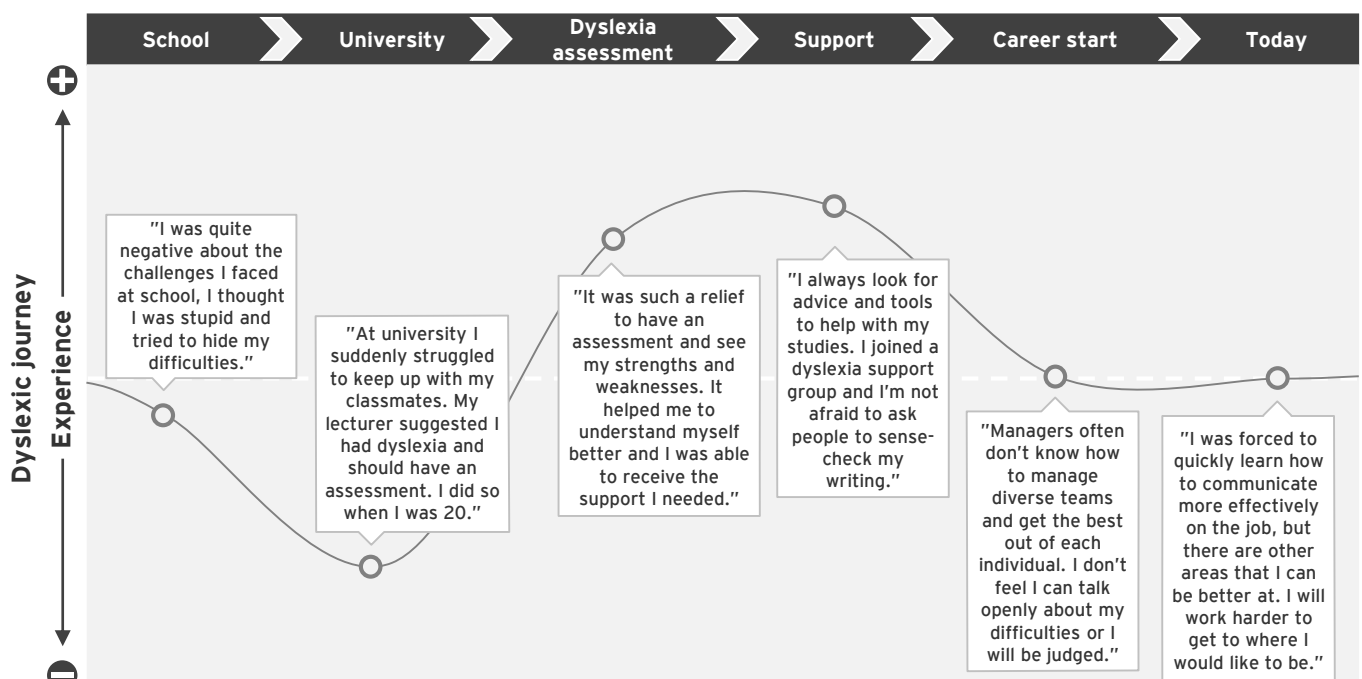 School
University
Dyslexia
assessment
Support
Career start
Today
Dyslexic journey
Experience
"I was quite
negative about the
challenges I faced
at school, I thought
I was stupid and
tried to hide my
difficulties."
"At university I
suddenly struggled
to keep up with my
classmates. My
lecturer suggested I
had dyslexia and
should have an
assessment. I did so
when I was 20."
"It was such a relief
to have an
assessment and see
my strengths and
weaknesses. It
helped me to
understand myself
better and I was able
to receive the
support I needed."
"I always look for
advice and tools
to help with my
studies. I joined a
dyslexia support
group and I'm not
afraid to ask
people to sense-
check my
writing."
"Managers often
don't know how
to manage
diverse teams
and get the best
out of each
individual. I don't
feel I can talk
openly about my
difficulties or I
will be judged."
"I was forced to
quickly learn how
to communicate
more effectively
on the job, but
there are other
areas that I can
be better at. I will
work harder to
get to where I
would like to be."